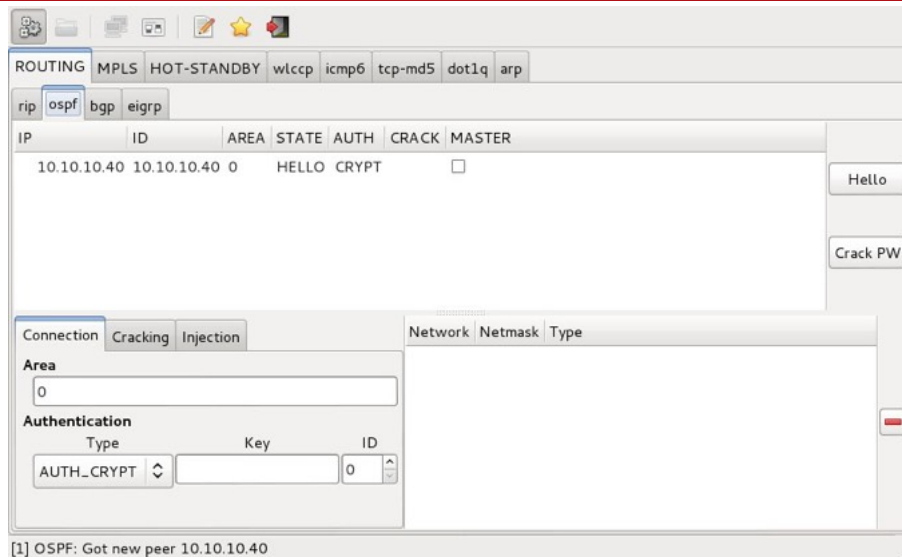 ROUTING MPLS HOT-STANDBY wlccp icmp6 tcp-md5 dot1q arp
rip ospf bgp eigrp
IP ID AREA STATE AUTH CRACK MASTER
10.10.10.40 10.10.10.40 0 HELLO CRYPT
Hello
Crack PW
Connection Cracking Injection
Network Netmask Type
Area
0
Authentication
Type Key ID
AUTH_CRYPT 0
[1] OSPF: Got new peer 10.10.10.40